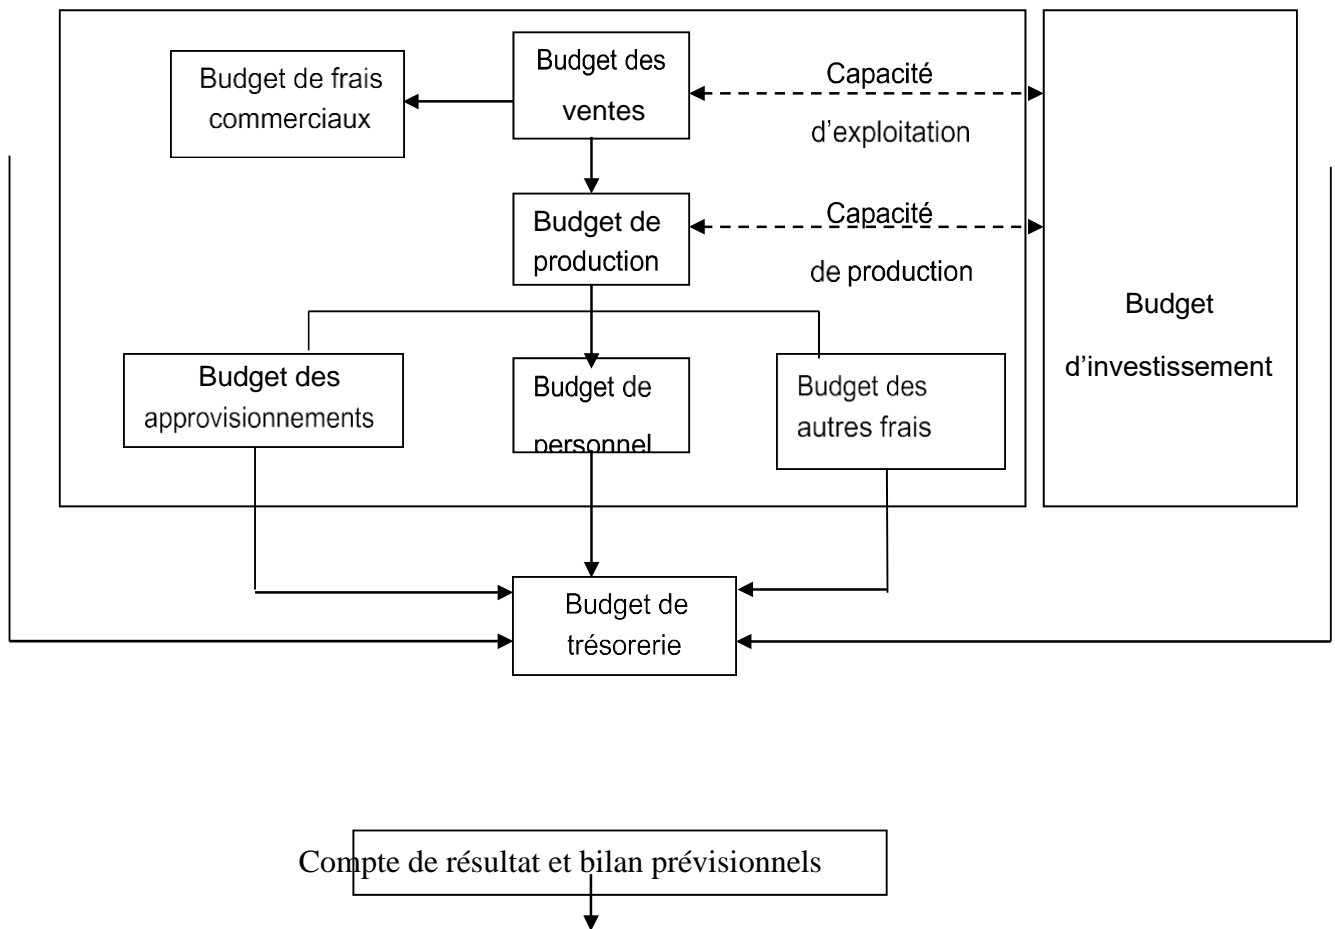 Budget de frais
commerciaux
Budget des
ventes
Capacité
d’exploitation
Budget de
production
Capacité
de production
Budget
d’investissement
Budget des
approvisionnements
Budget de
personnel
Budget des
autres frais
Budget de
trésorerie
Compte de résultat et bilan prévisionnels